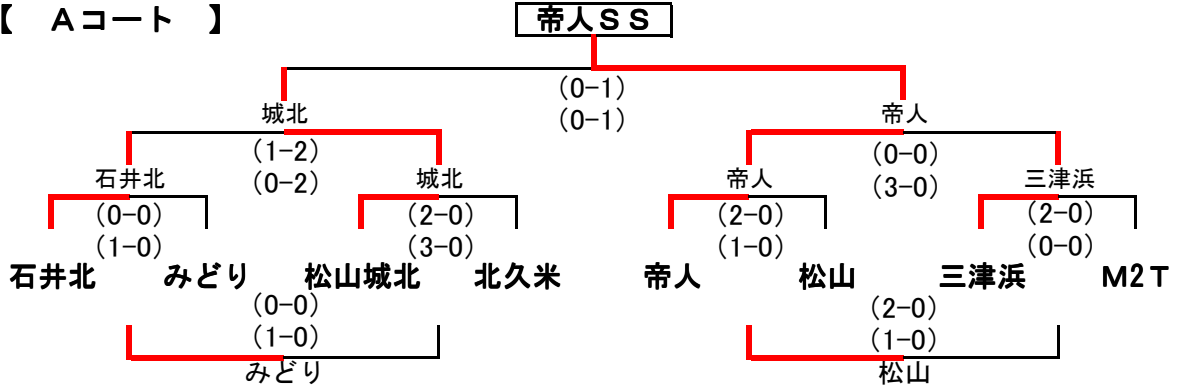 【 Aコート 】
帝人SS
(0-1)
(0-1)
城北
帝人
(1-2)
(0-2)
(0-0)
(3-0)
石井北
城北
帝人
三津浜
(0-0)
(1-0)
(2-0)
(3-0)
(2-0)
(1-0)
(2-0)
(0-0)
石井北
みどり
松山城北
北久米
帝人
松山
三津浜
M2T
(0-0)
(1-0)
(2-0)
(1-0)
みどり
松山